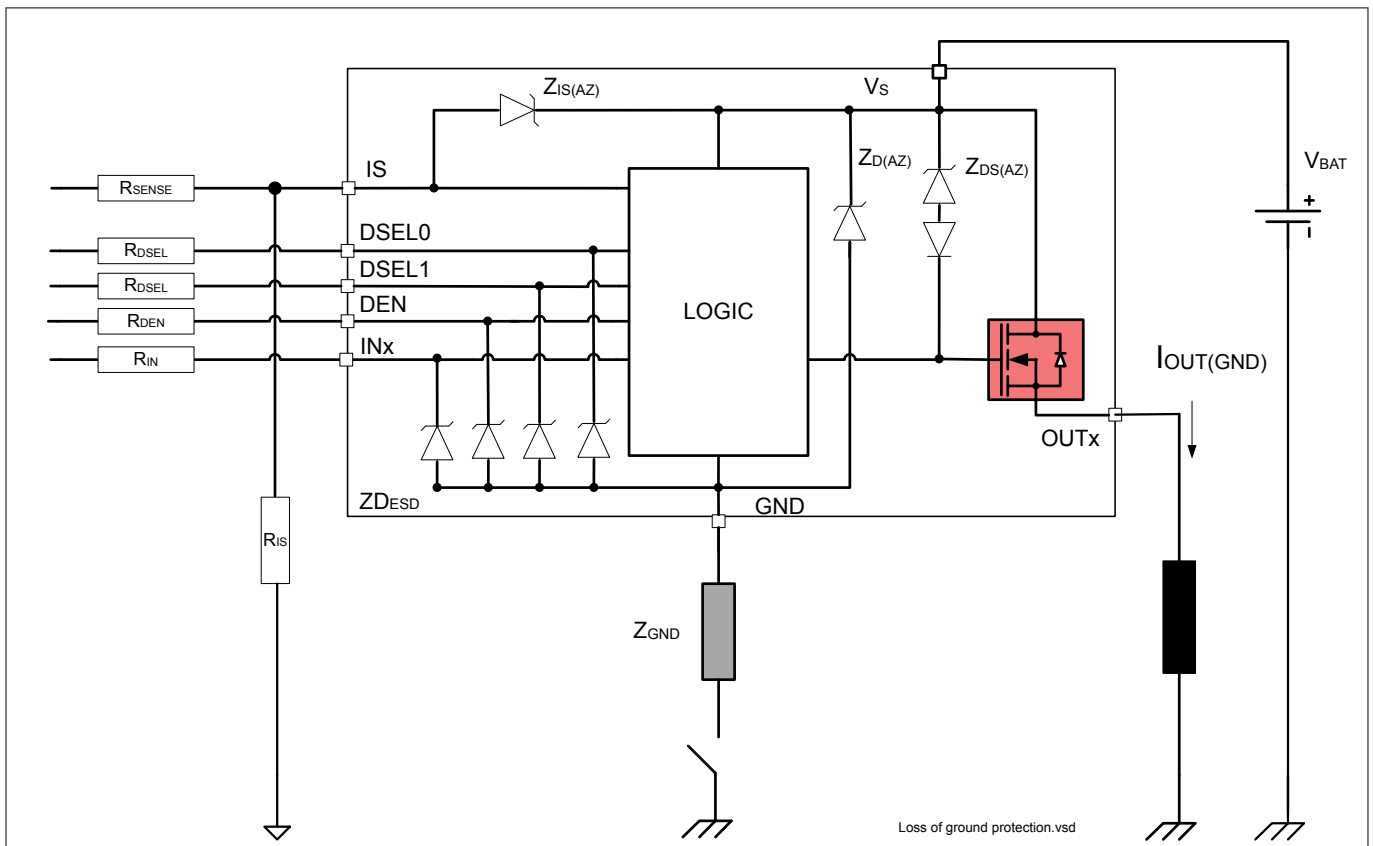 ZIS(AZ)
VS
ZD(AZ)
ZDS(AZ)
VBAT
+
IS
RSENSE
DSEL0
RDSEL
DSEL1
RDSEL
DEN
RDEN
INx
RIN
LOGIC
IOUT(GND)
OUTx
ZDESD
GND
RIS
ZGND
Loss of ground protection.vsd